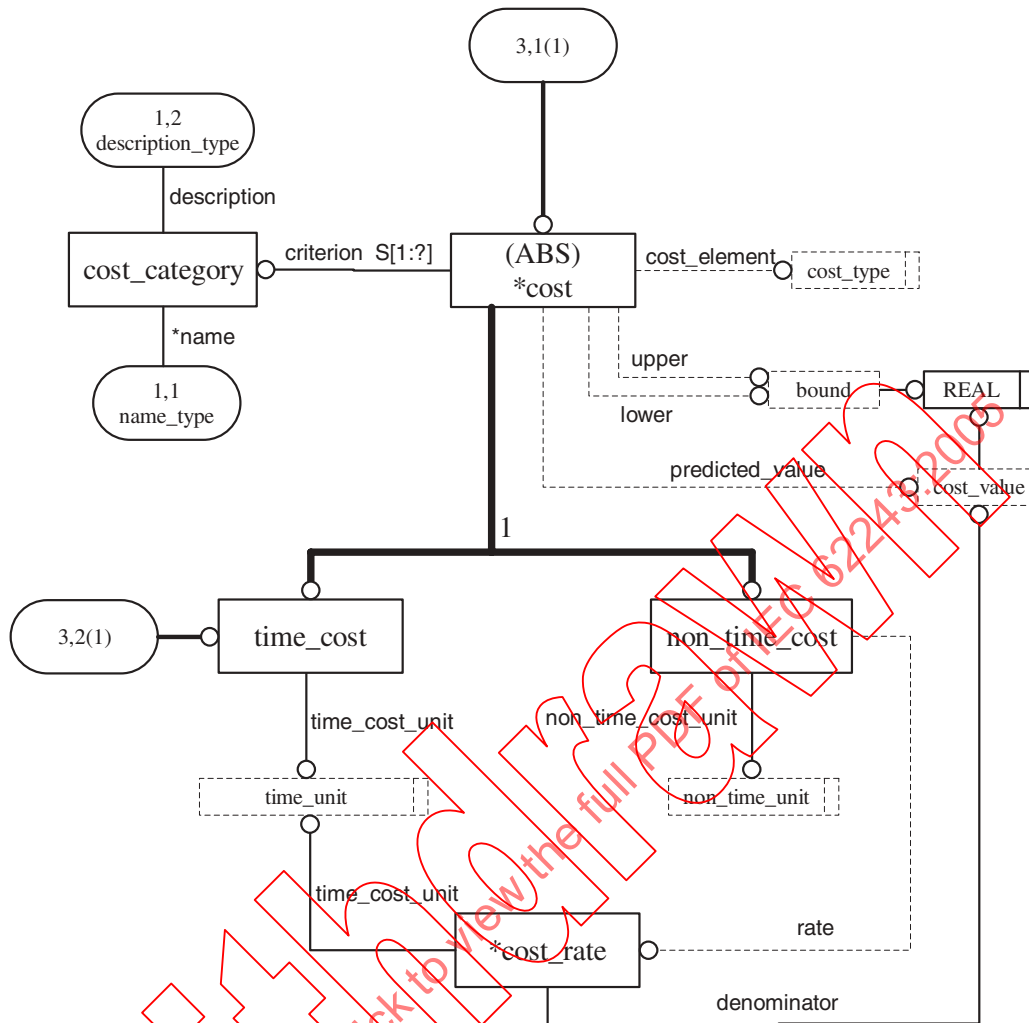 3,1(1)
1,2
description_type
description
cost_category
criterion S[1:?]
(ABS)
*cost
cost_element
cost_type
*name
1,1
name_type
upper
lower
bound
REAL
predicted_value
cost_value
1
3,2(1)
time_cost
non_time_cost
time_cost_unit
non_time_cost_unit
time_unit
non_time_unit
time_cost_unit
*cost_rate
rate
denominator
to view the full PDF of IEC 62243:2005